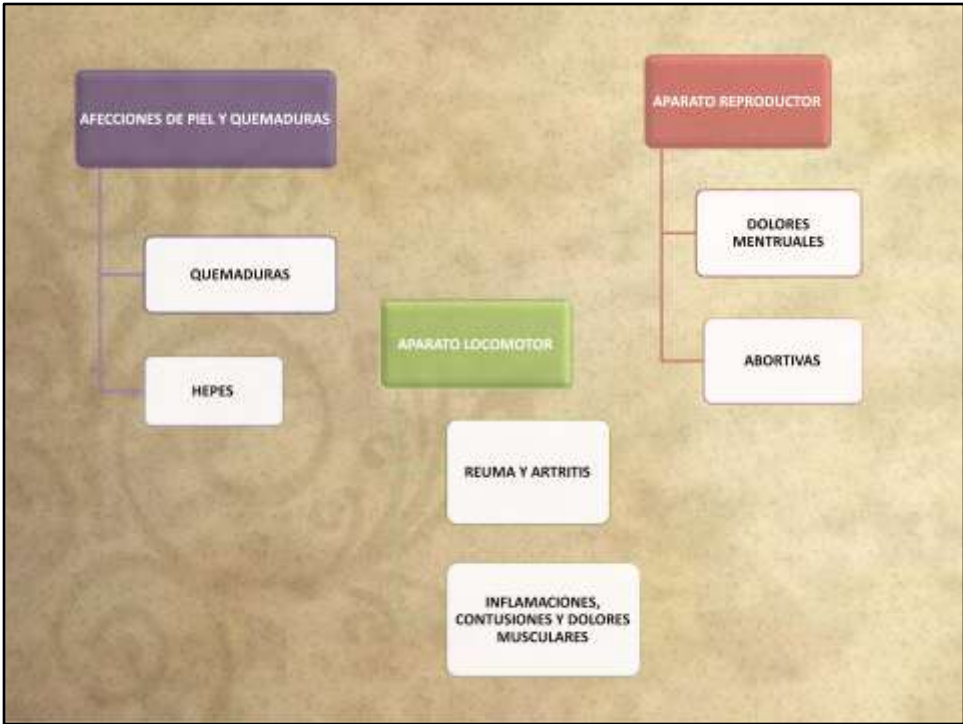 AFECCIONES DE PIEL Y QUEMADURAS
QUEMADURAS
HEPES
APARATO LOCOMOTOR
REUMA Y ARTRITIS
INFLAMACIONES,
CONTUSIONES Y DOLORES
MUSCULARES
APARATO REPRODUCTOR
DOLORES
MENTRUALES
ABORTIVAS